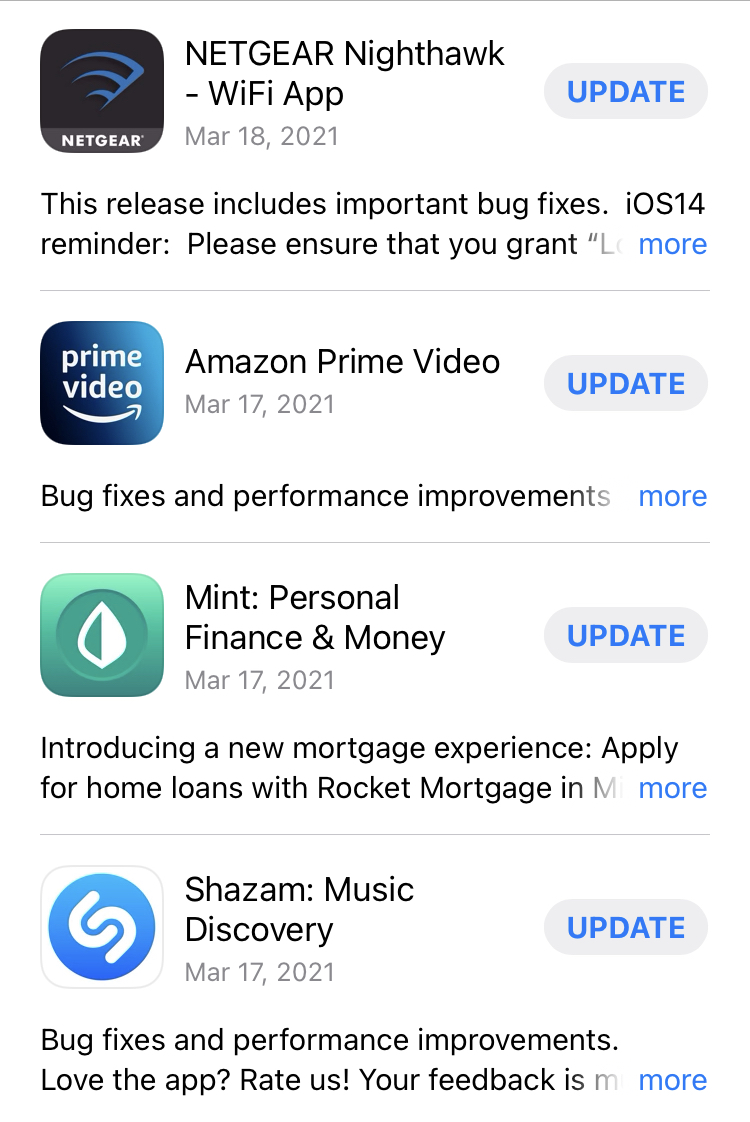 NETGEAR Nighthawk
- WiFi App
UPDATE
Mar 18, 2021
NETGEAR
This release includes important bug fixes.  iOS14
reminder:  Please ensure that you grant “Lo more
prime
video
Amazon Prime Video
UPDATE
Mar 17, 2021
Bug fixes and performance improvements more
Mint: Personal
Finance & Money
UPDATE
Mar 17, 2021
Introducing a new mortgage experience: Apply
for home loans with Rocket Mortgage in Mi more
Shazam: Music
Discovery
UPDATE
Mar 17, 2021
Bug fixes and performance improvements.
Love the app? Rate us! Your feedback is m more